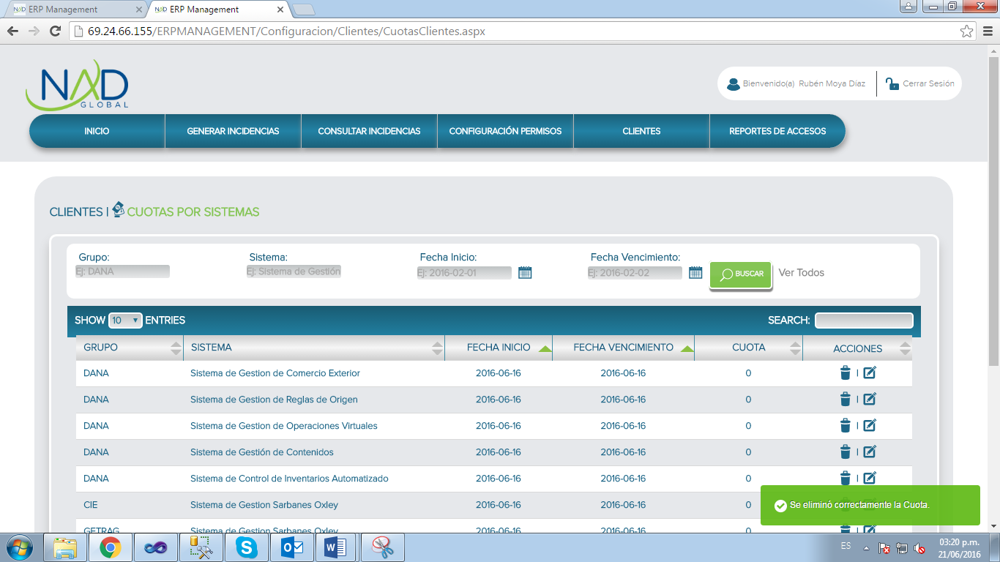 NAD ERP Management
NAD ERP Management
69.24.66.155/ERPMANAGEMENT/Configuracion/Clientes/CuotasClientes.aspx
NAD
GLOBAL
Bienvenido(a) Rubén Moya Díaz
Cerrar Sesión
INICIO GENERAR INCIDENCIAS CONSULTAR INCIDENCIAS CONFIGURACIÓN PERMISOS CLIENTES REPORTES DE ACCESOS
CLIENTES | CUOTAS POR SISTEMAS
Grupo: Sistema: Fecha Inicio: Fecha Vencimiento:
Ej: DANA Ej: Sistema de Gestión Ej: 2016-02-01 Ej: 2016-02-02 BUSCAR Ver Todos
SHOW 10 ENTRIES SEARCH:
GRUPO SISTEMA FECHA INICIO FECHA VENCIMIENTO CUOTA ACCIONES
DANA Sistema de Gestion de Comercio Exterior 2016-06-16 2016-06-16 0 |
DANA Sistema de Gestion de Reglas de Origen 2016-06-16 2016-06-16 0 |
DANA Sistema de Gestion de Operaciones Virtuales 2016-06-16 2016-06-16 0 |
DANA Sistema de Gestión de Contenidos 2016-06-16 2016-06-16 0 |
DANA Sistema de Control de Inventarios Automatizado 2016-06-16 2016-06-16 0 |
CIE Sistema de Gestion Sarbanes Oxley 2016-06-16 2016-06-16 0
Se eliminó correctamente la Cuota.
GETRAG Sistema de Gestion Sarbanes Oxley 2016-06-16 2016-06-16 0
ES
03:20 p.m.
21/06/2016